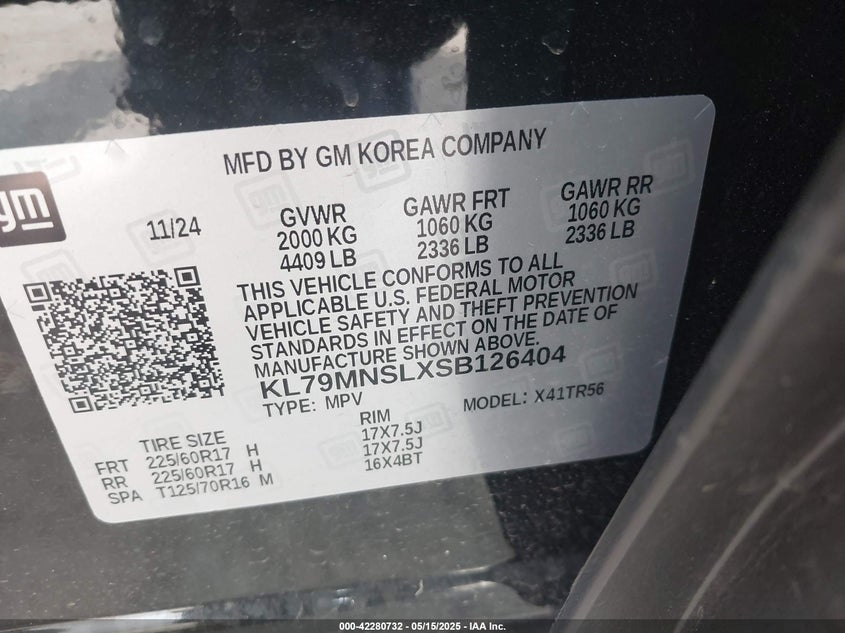 MFD BY GM KOREA COMPANY
gm
11/24
GVWR
2000 KG
4409 LB
GAWR FRT
1060 KG
2336 LB
GAWR RR
1060 KG
2336 LB
THIS VEHICLE CONFORMS TO ALL
APPLICABLE U.S. FEDERAL MOTOR
VEHICLE SAFETY AND THEFT PREVENTION
STANDARDS IN EFFECT ON THE DATE OF
MANUFACTURE SHOWN ABOVE.
KL79MNSLXSB126404
TYPE: MPV MODEL: X41TR56
TIRE SIZE RIM
FRT 225/60R17 H 17X7.5J
RR 225/60R17 H 17X7.5J
SPA T125/70R16 M 16X4BT
000-42280732 - 05/15/2025 - IAA Inc.